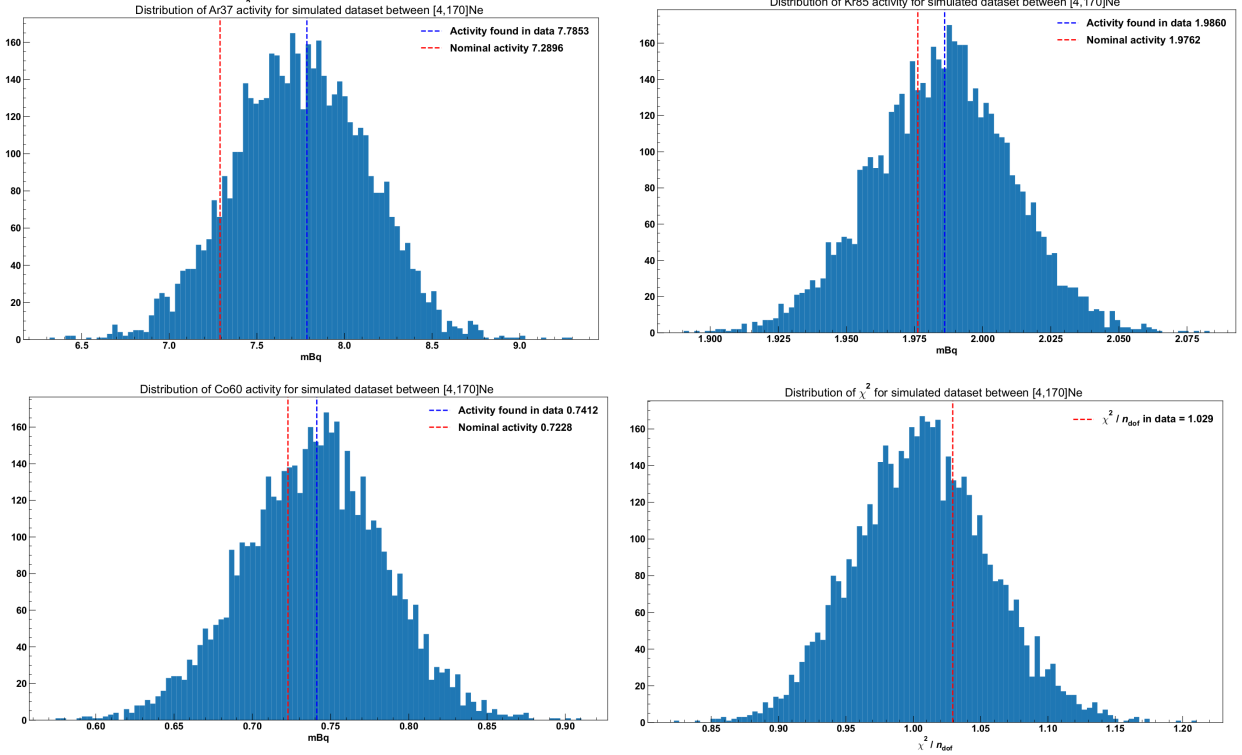 Distribution of Ar37 activity for simulated dataset between [4,170]Ne
Activity found in data 7.7853
Nominal activity 7.2896
160
140
120
100
80
60
40
20
0
6.5 7.0 7.5 8.0 8.5 9.0
mBq
Distribution of Kr85 activity for simulated dataset between [4,170]Ne
Activity found in data 1.9860
Nominal activity 1.9762
160
140
120
100
80
60
40
20
0
1.900 1.925 1.950 1.975 2.000 2.025 2.050 2.075
mBq
Distribution of Co60 activity for simulated dataset between [4,170]Ne
Activity found in data 0.7412
Nominal activity 0.7228
160
140
120
100
80
60
40
20
0
0.60 0.65 0.70 0.75 0.80 0.85 0.90
mBq
Distribution of χ² for simulated dataset between [4,170]Ne
χ² / n_dof in data = 1.029
160
140
120
100
80
60
40
20
0
0.85 0.90 0.95 1.00 1.05 1.10 1.15 1.20
χ² / n_dof